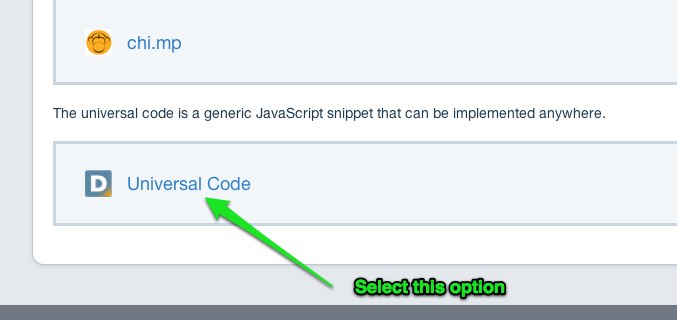 chi.mp
The universal code is a generic JavaScript snippet that can be implemented anywhere.
D
Universal Code
Select this option